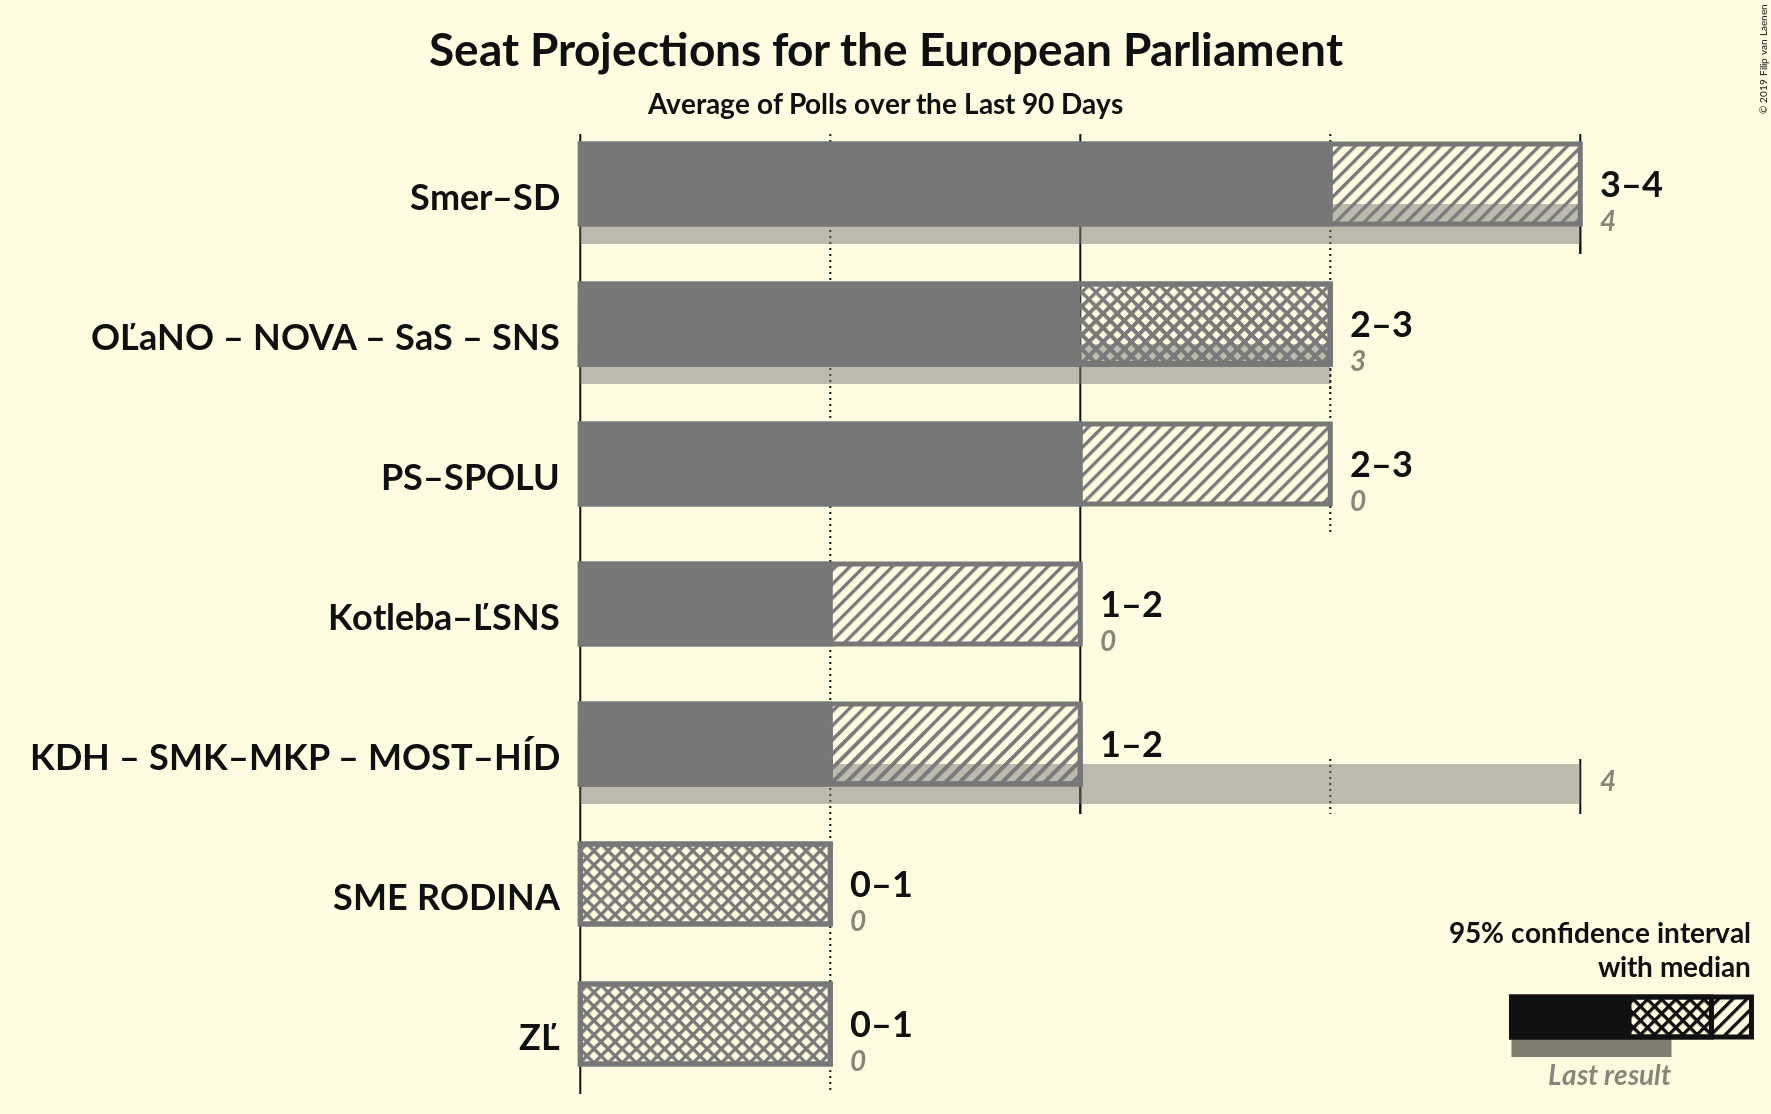 Seat Projections for the European Parliament
Average of Polls over the Last 90 Days
© 2019 Filip van Laenen
Smer–SD
3–4
4
OĽaNO – NOVA – SaS – SNS
2–3
3
PS–SPOLU
2–3
0
Kotleba–ĽSNS
1–2
0
KDH – SMK–MKP – MOST–HÍD
1–2
4
SME RODINA
0–1
0
ZĽ
0–1
0
95% confidence interval
with median
Last result